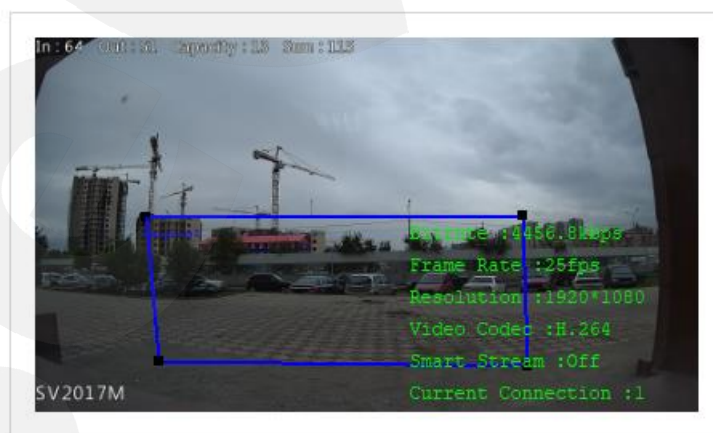 In : 64 Out : 51 Capacity : 13 Sum : 115
Bitrate :4456.8kbps
Frame Rate :25fps
Resolution :1920*1080
Video Codec :H.264
Smart Stream :Off
Current Connection :1
SV2017M